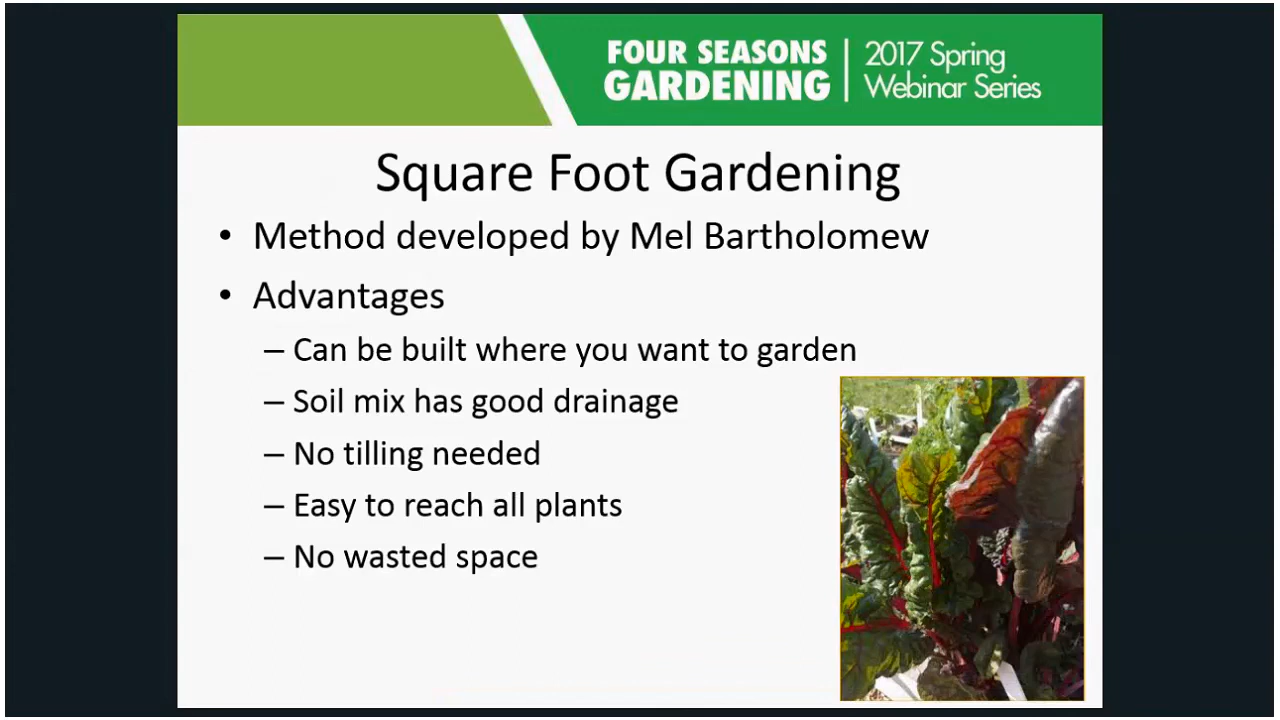 FOUR SEASONS
GARDENING
2017 Spring
Webinar Series
Square Foot Gardening
• Method developed by Mel Bartholomew
• Advantages
– Can be built where you want to garden
– Soil mix has good drainage
– No tilling needed
– Easy to reach all plants
– No wasted space